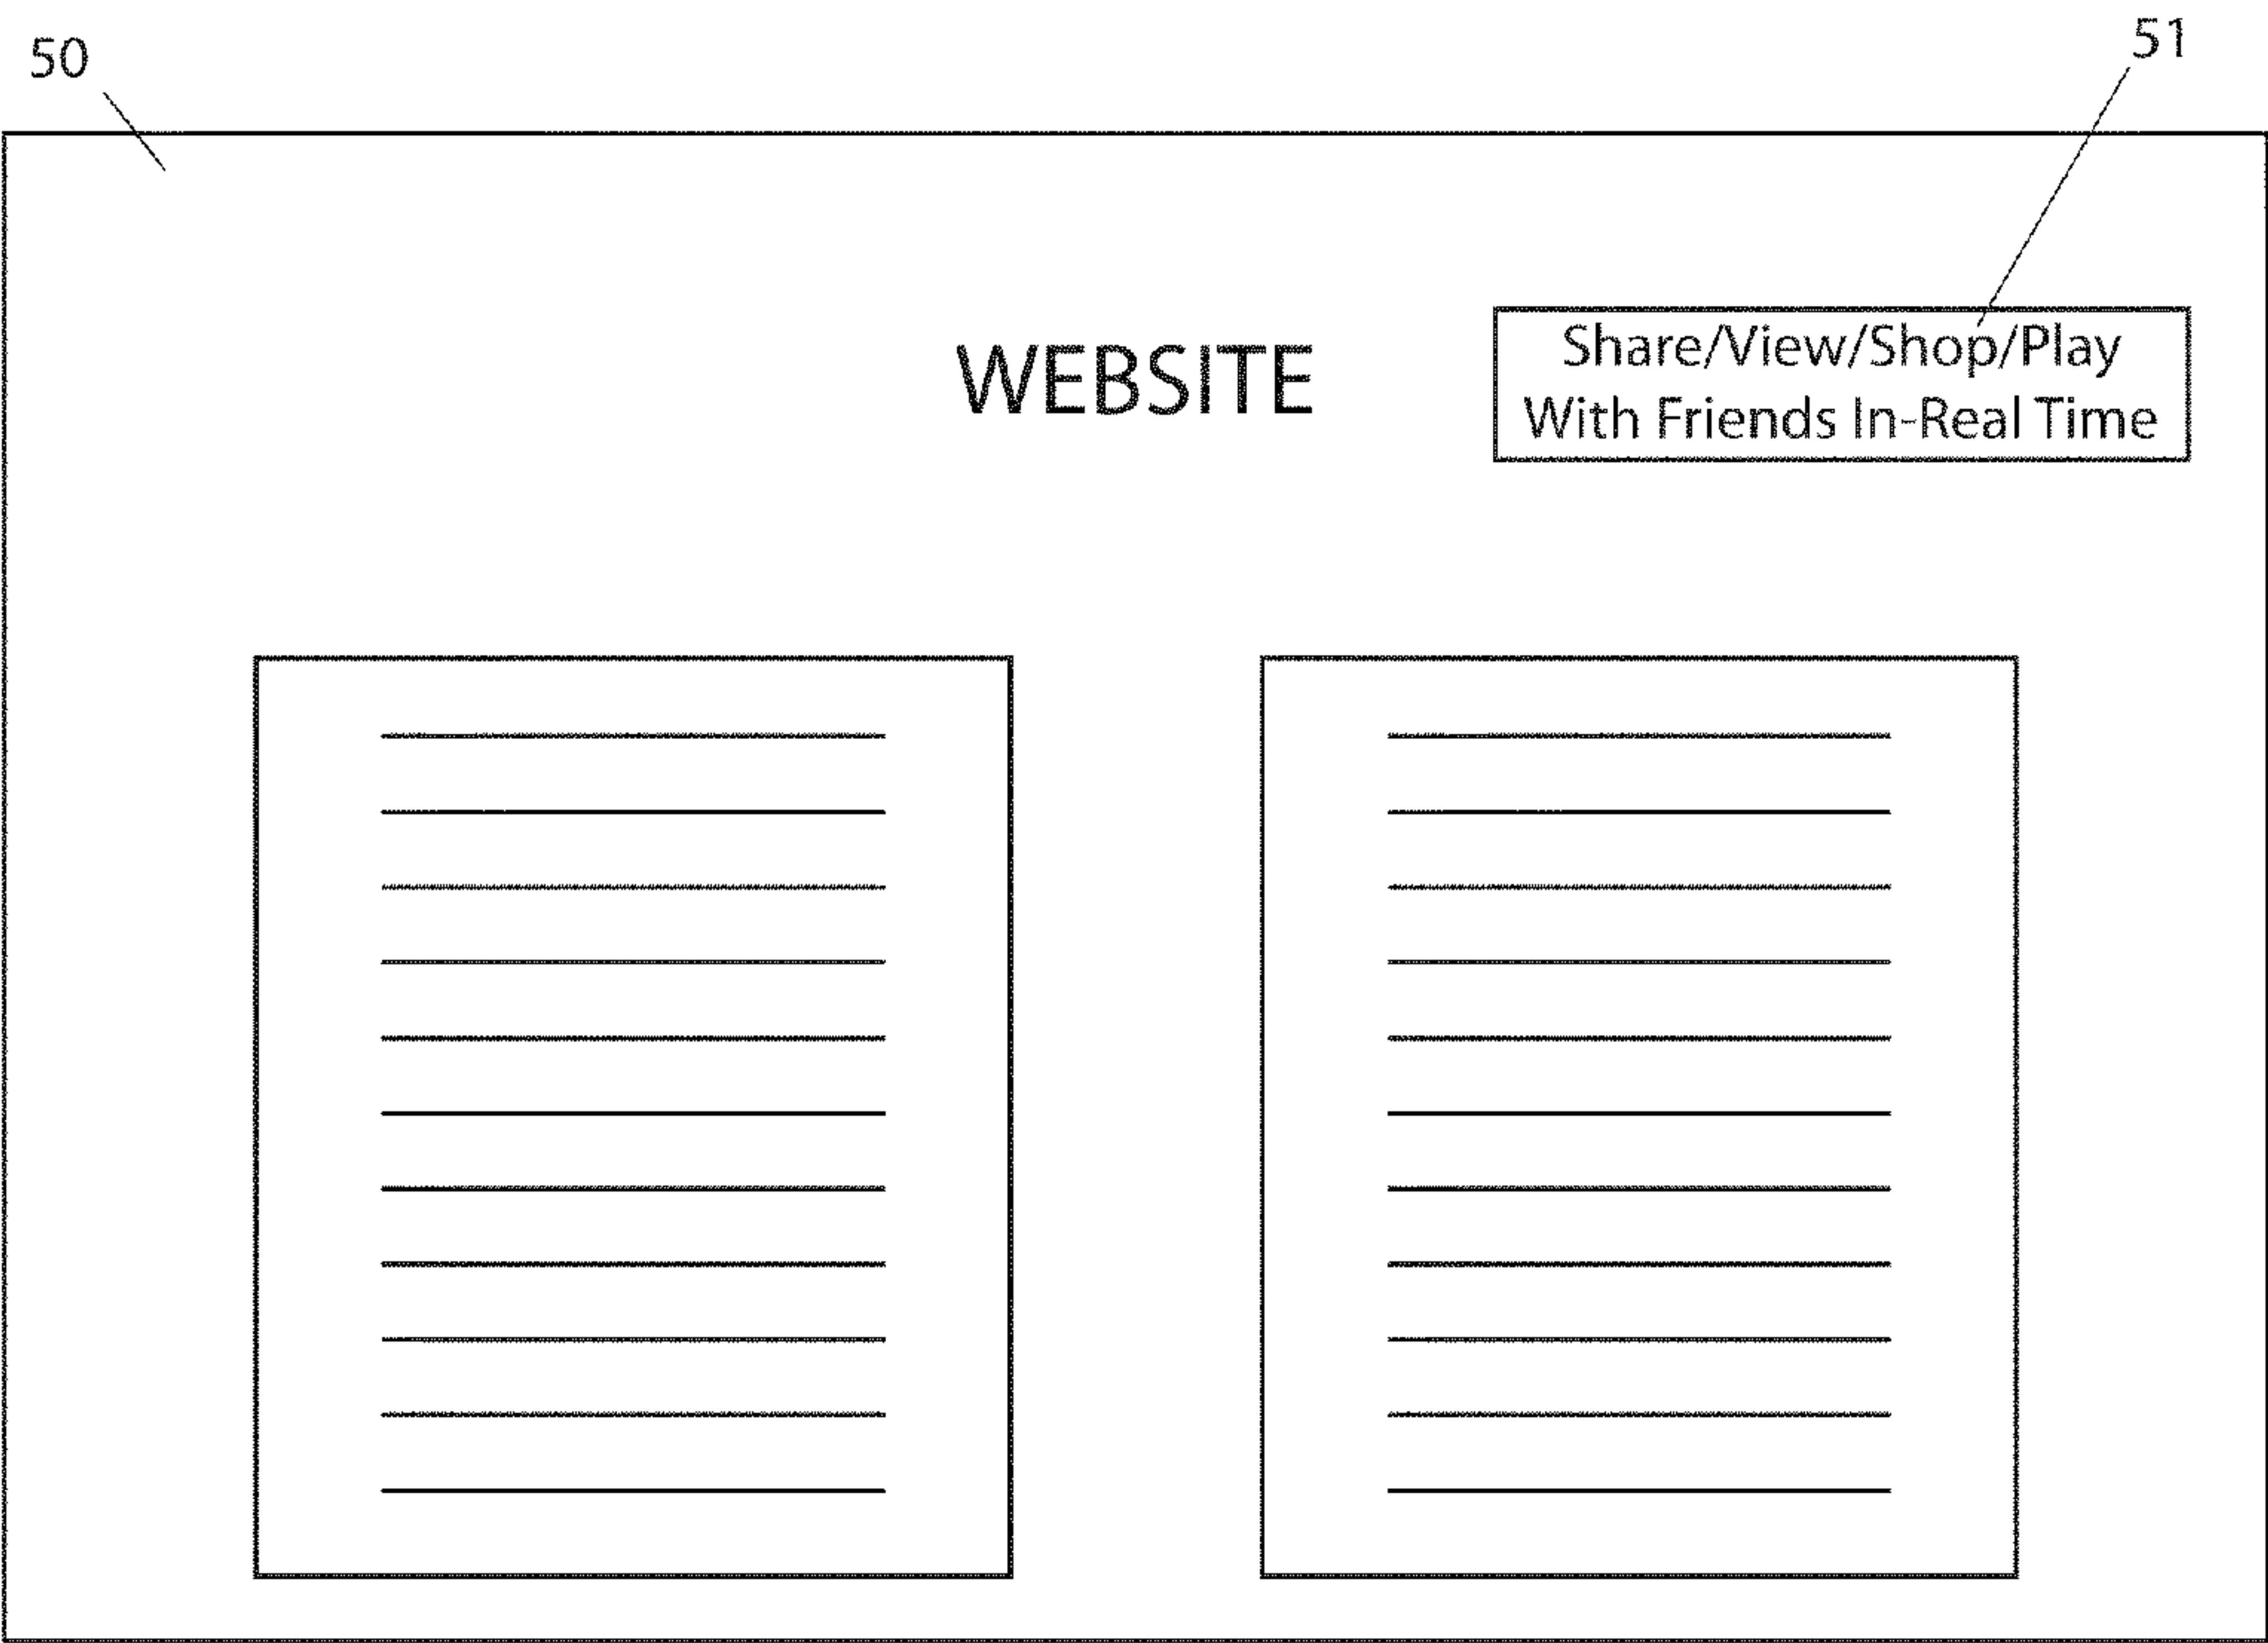 50
51
WEBSITE
Share/View/Shop/Play
With Friends In-Real Time